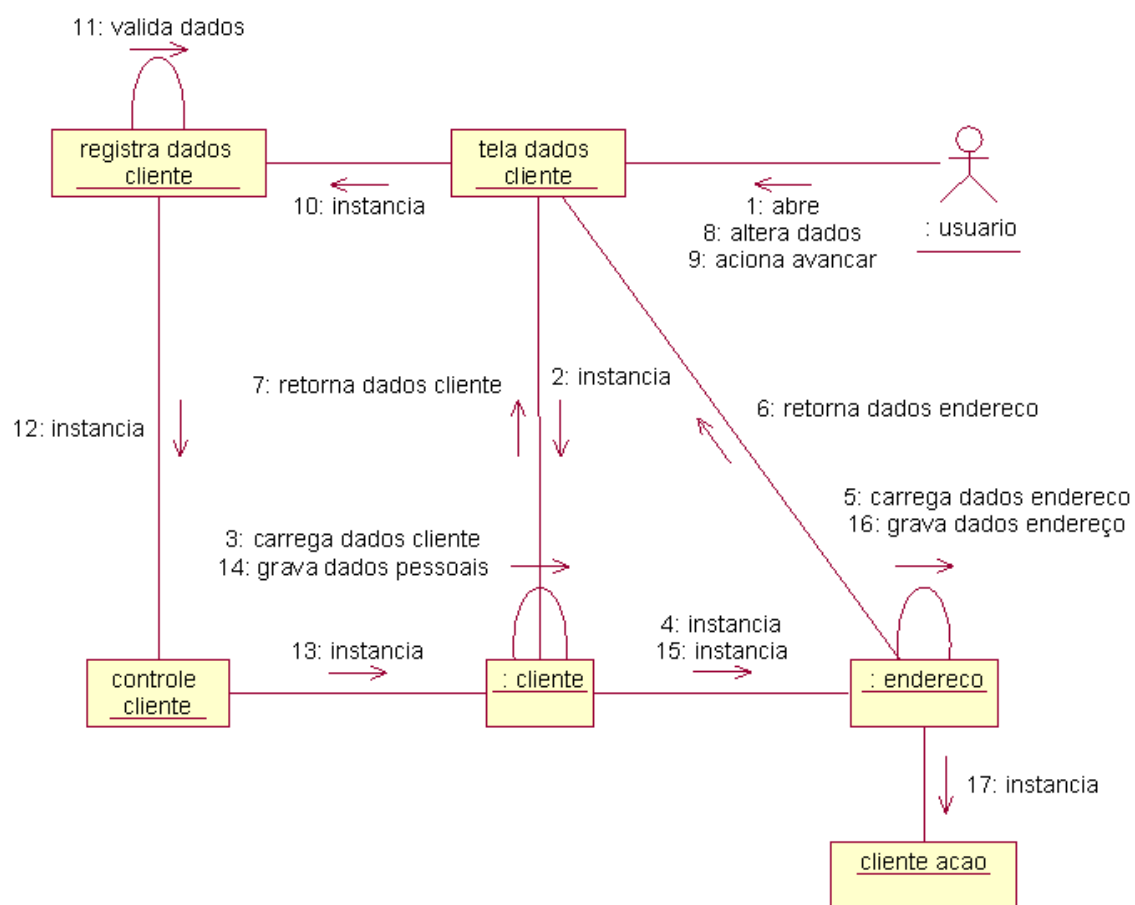 11: valida dados
registra dados
cliente
tela dados
cliente
10: instancia
1: abre
8: altera dados
9: aciona avancar
: usuario
7: retorna dados cliente
2: instancia
6: retorna dados endereco
12: instancia
5: carrega dados endereco
16: grava dados endereço
3: carrega dados cliente
14: grava dados pessoais
4: instancia
13: instancia
15: instancia
controle
cliente
: cliente
: endereco
17: instancia
cliente acao